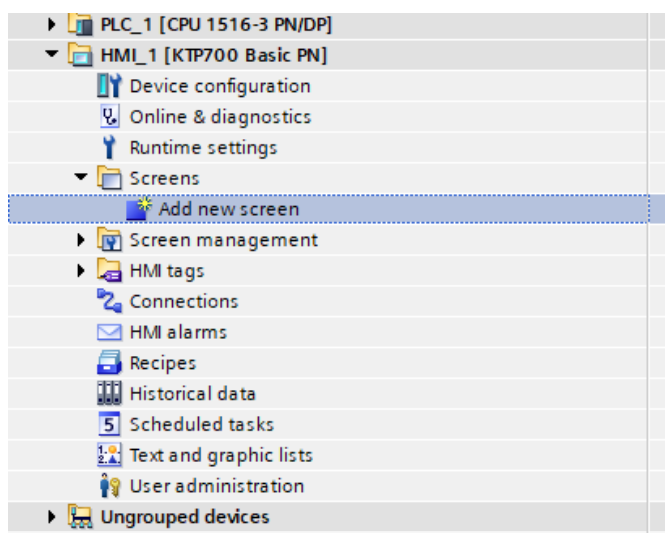 PLC_1 [CPU 1516-3 PN/DP]
HMI_1 [KTP700 Basic PN]
Device configuration
Online & diagnostics
Runtime settings
Screens
Add new screen
Screen management
HMI tags
Connections
HMI alarms
Recipes
Historical data
5 Scheduled tasks
Text and graphic lists
User administration
Ungrouped devices